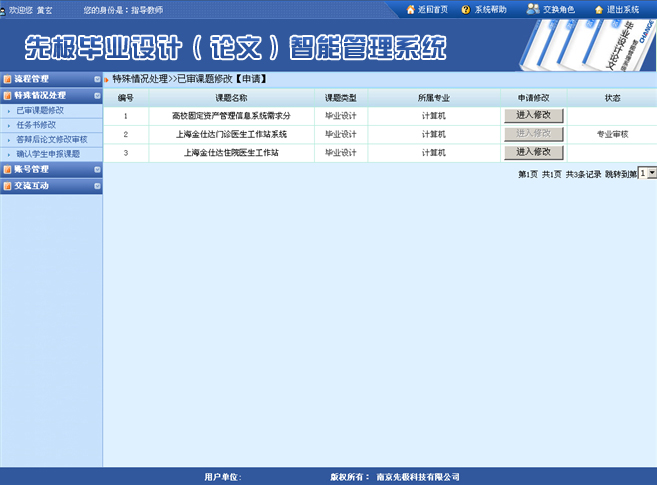 欢迎您 黄玄 您的身份是：指导教师 返回首页 系统帮助 交换角色 退出系统
先极毕业设计（论文）智能管理系统
毕业设计论文
流程管理
特殊情况处理>>已审课题修改【申请】
特殊情况处理
已审课题修改
任务书修改
答辩后论文修改审核
确认学生申报课题
账号管理
交流互动
编号 课题名称 课题类型 所属专业 申请修改 状态
1 高校固定资产管理信息系统需求分 毕业设计 计算机 进入修改
2 上海金仕达门诊医生工作站系统 毕业设计 计算机 进入修改 专业审核
3 上海金仕达住院医生工作站 毕业设计 计算机 进入修改
第1页 共1页 共3条记录 跳转到第 1
用户单位: 版权所有： 南京先极科技有限公司